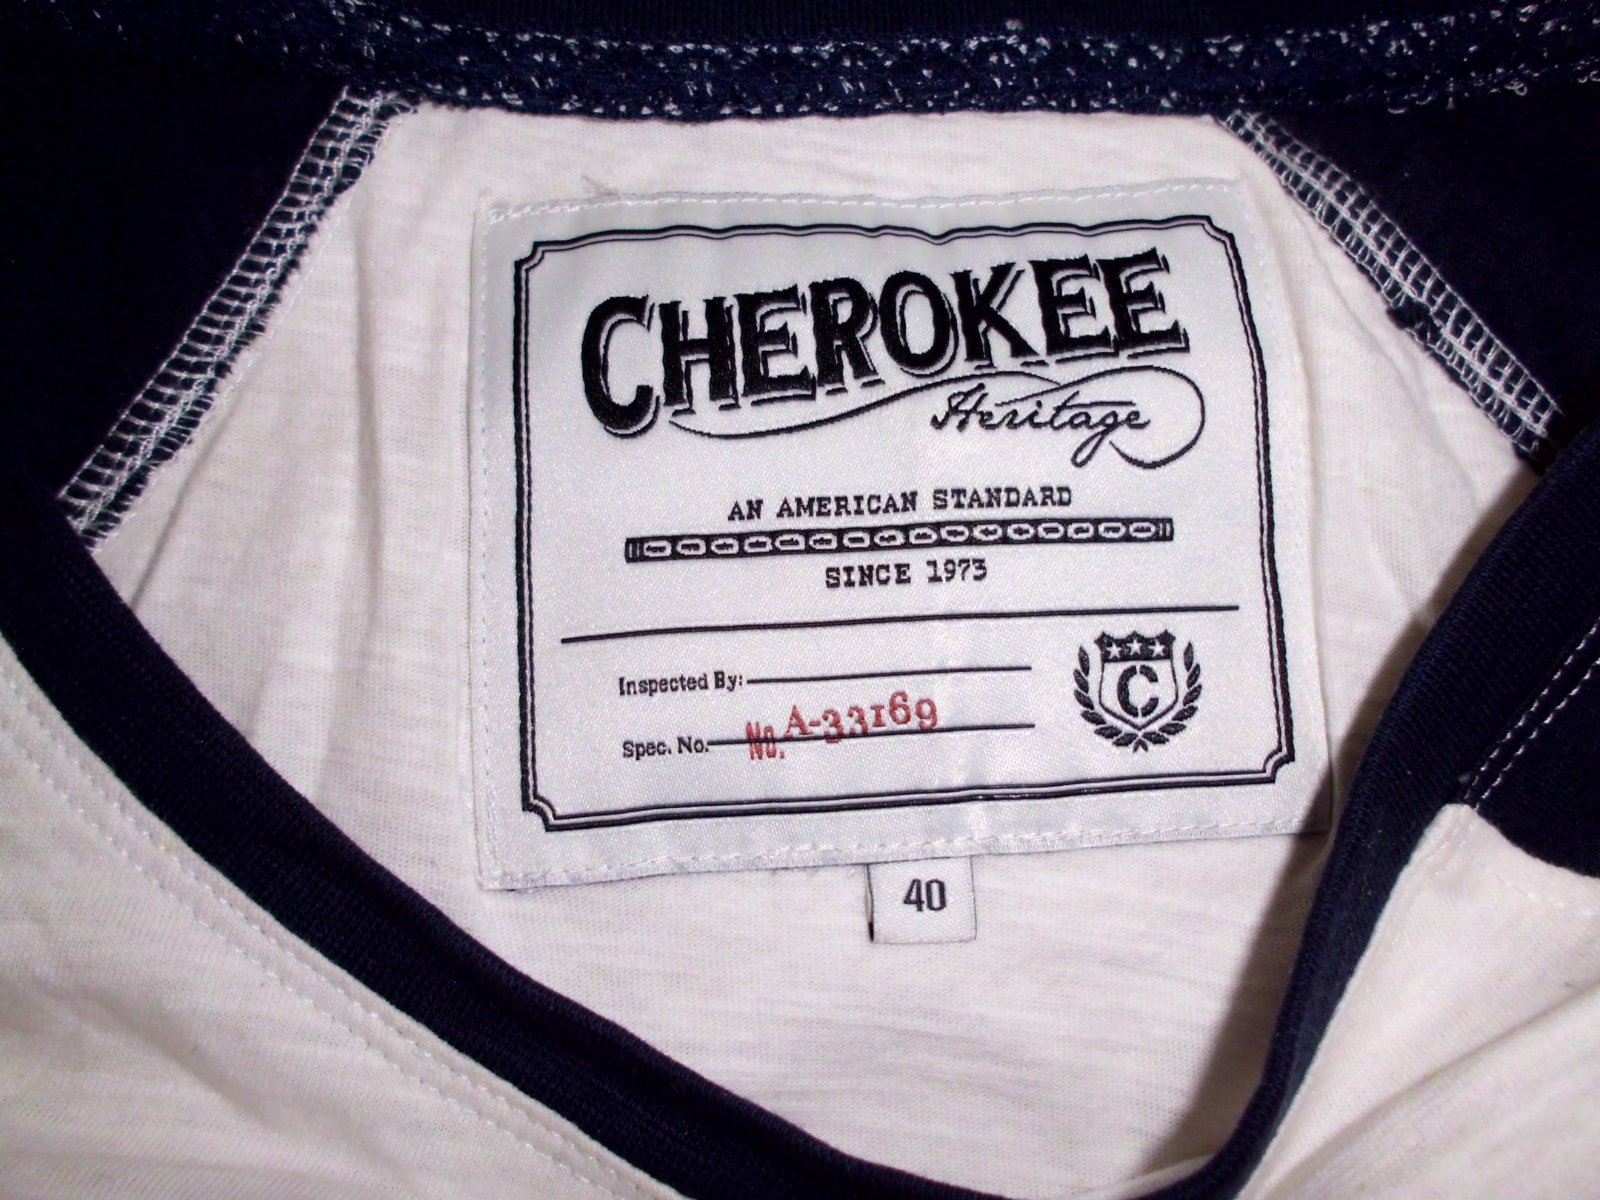 CHEROKEE
Heritage
AN AMERICAN STANDARD
SINCE 1973
Inspected By:
Spec. No. No. A-33169
C
40